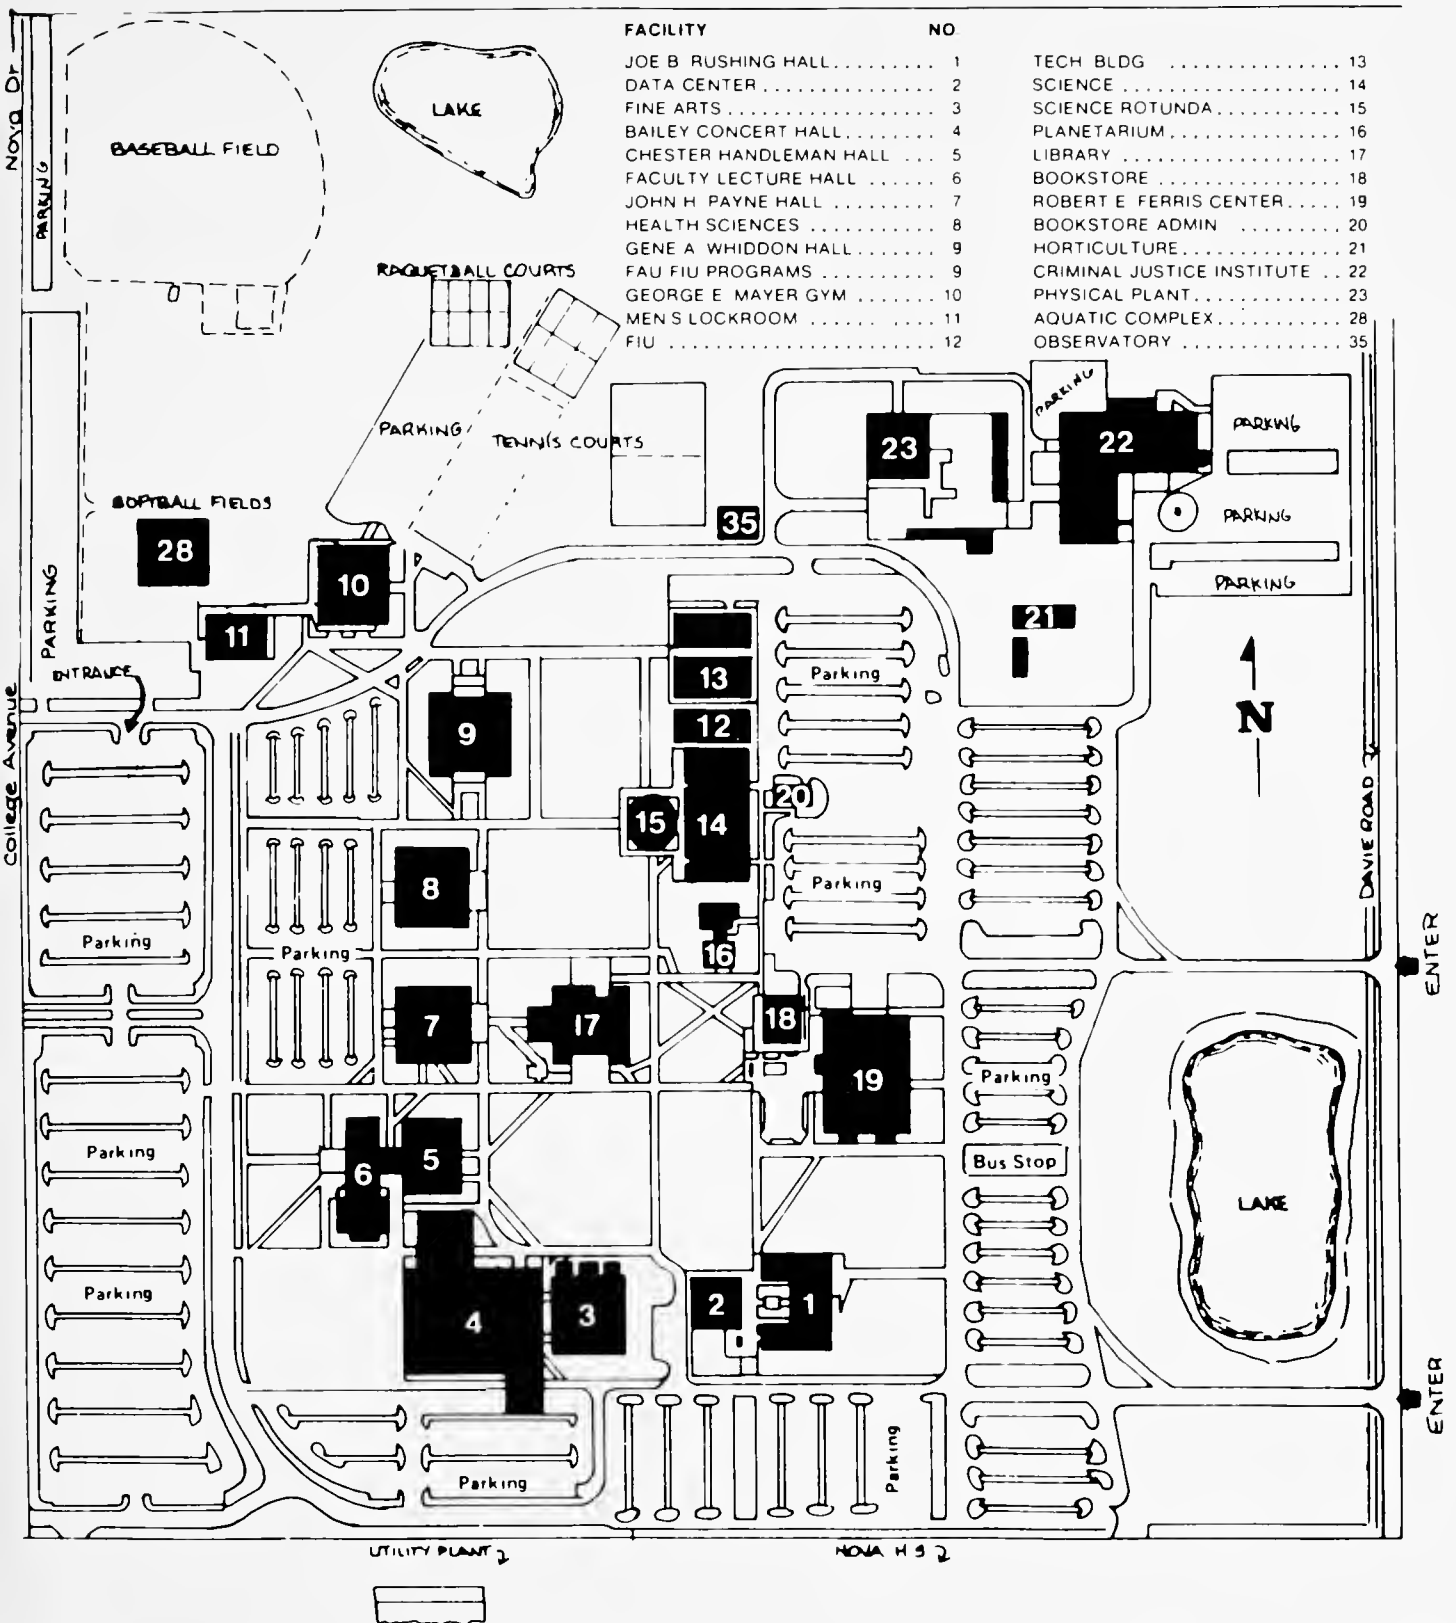 FACILITY NO.
JOE B RUSHING HALL......... 1
DATA CENTER............... 2
FINE ARTS.................. 3
BAILEY CONCERT HALL....... 4
CHESTER HANDLEMAN HALL ... 5
FACULTY LECTURE HALL ...... 6
JOHN H PAYNE HALL ......... 7
HEALTH SCIENCES ........... 8
GENE A WHIDDON HALL....... 9
FAU FIU PROGRAMS .......... 9
GEORGE E MAYER GYM ....... 10
MENS LOCKROOM ............ 11
FIU ........................ 12
TECH BLDG ............... 13
SCIENCE .................. 14
SCIENCE ROTUNDA.......... 15
PLANETARIUM.............. 16
LIBRARY .................. 17
BOOKSTORE ............... 18
ROBERT E FERRIS CENTER..... 19
BOOKSTORE ADMIN ......... 20
HORTICULTURE............. 21
CRIMINAL JUSTICE INSTITUTE .. 22
PHYSICAL PLANT............ 23
AQUATIC COMPLEX.......... 28
OBSERVATORY ............. 35
Nova Dr
PARKING
BASEBALL FIELD
LAKE
RAQUETBALL COURTS
PARKING
TENNIS COURTS
SOFTBALL FIELDS
PARKING
23
22
PARKING
PARKING
PARKING
35
28
10
11
21
PARKING
ENTRANCE
13
Parking
9
12
N
College Avenue
20
15
14
DAVIE ROAD
8
Parking
Parking
Parking
16
ENTER
7
17
18
19
Parking
Parking
6
5
Bus Stop
LAKE
Parking
4
3
2
1
ENTER
Parking
Parking
UTILITY PLANT
NOVA H S